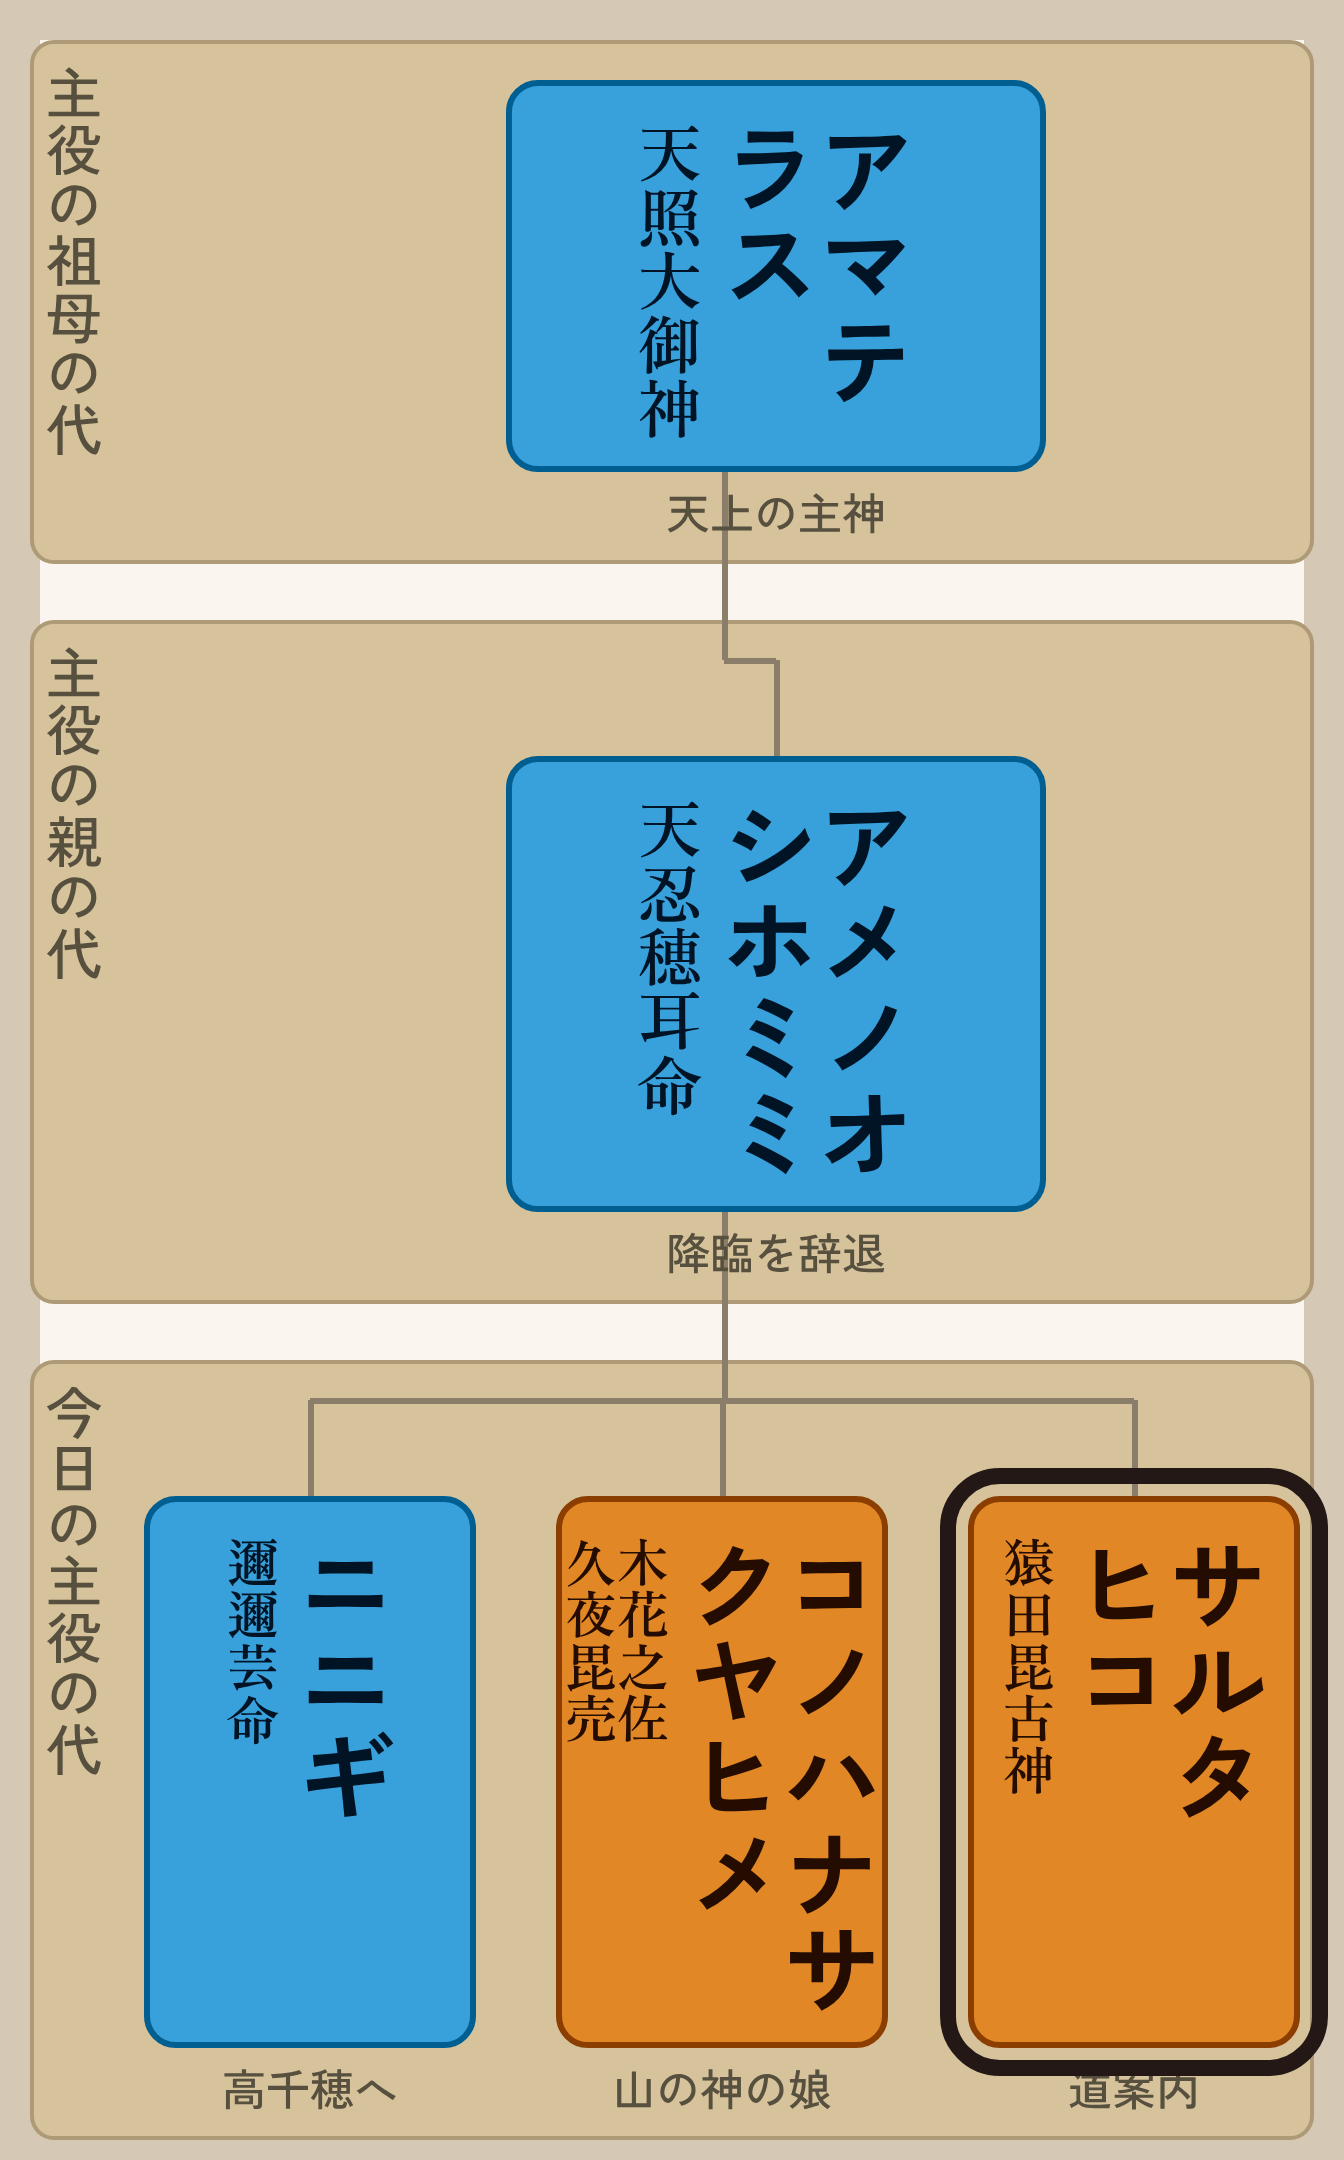 主役の祖母の代
アマテ
ラス
天照大御神
天上の主神
主役の親の代
アメノオ
シホミミ
天忍穂耳命
降臨を辞退
今日の主役の代
ニニギ
邇邇芸命
高千穂へ
コノハナサ
クヤヒメ
木花之佐
久夜毘売
山の神の娘
サルタ
ヒコ
猿田毘古神
道案内